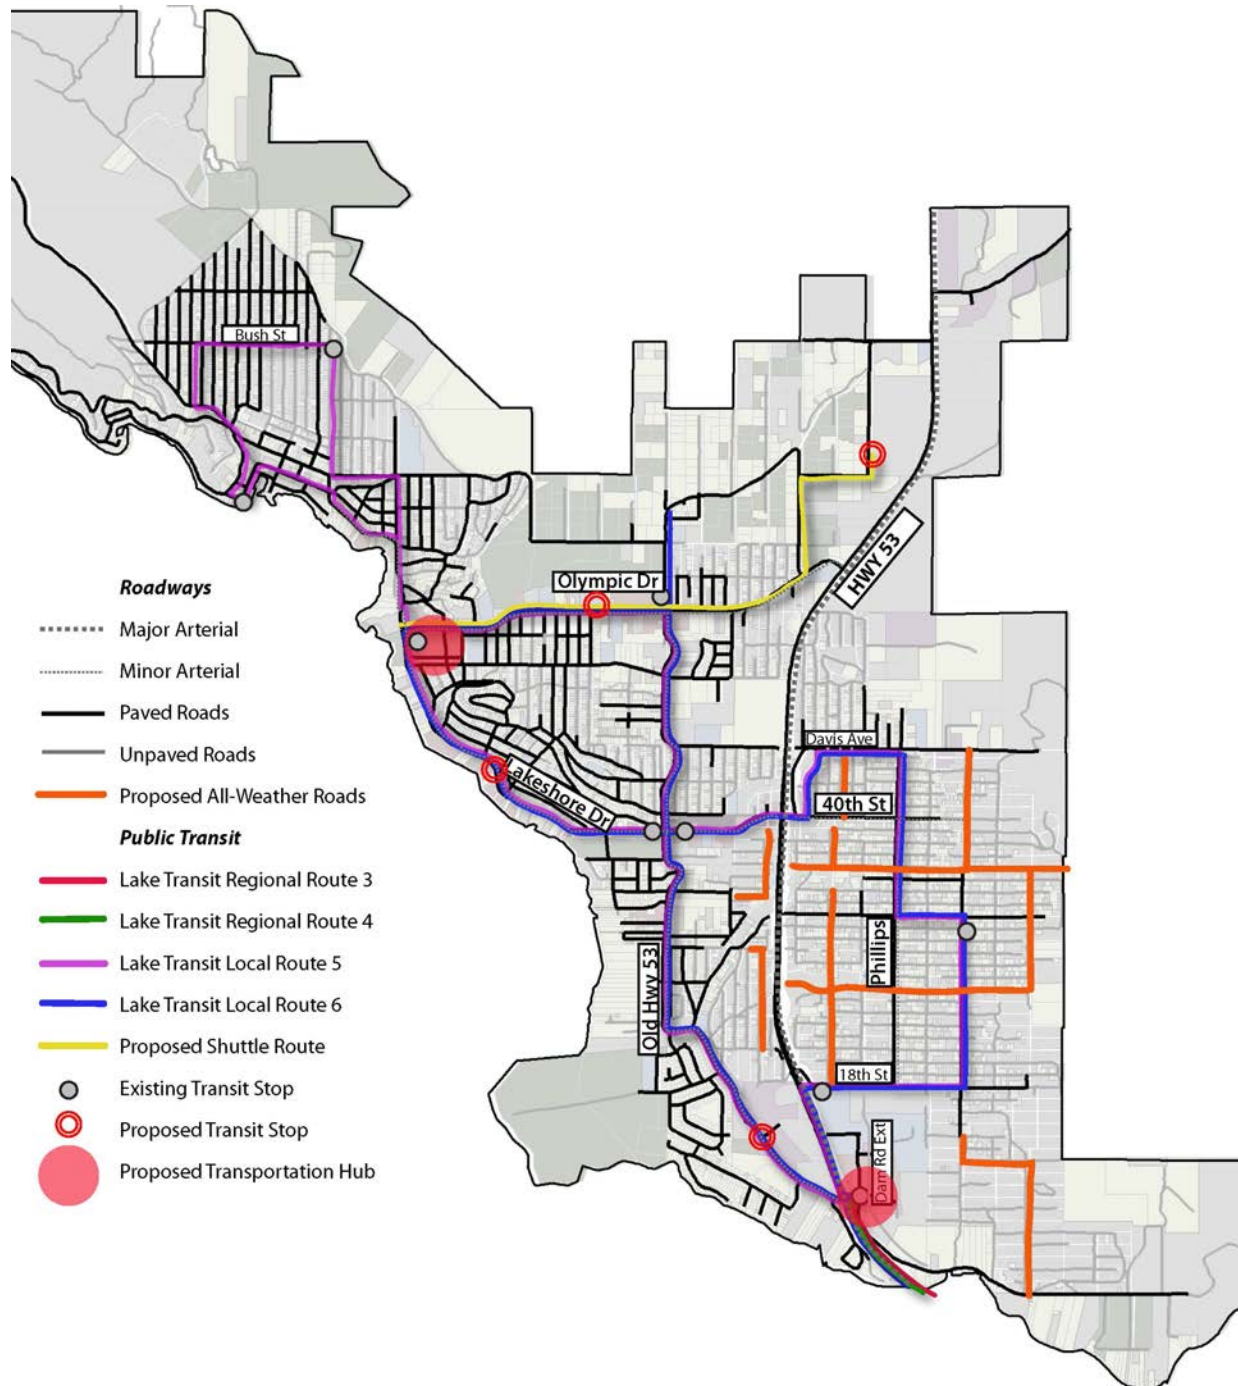 Bush St
Olympic Dr
HWY 53
Roadways
Major Arterial
Minor Arterial
Paved Roads
Unpaved Roads
Proposed All-Weather Roads
Public Transit
Lake Transit Regional Route 3
Lake Transit Regional Route 4
Lake Transit Local Route 5
Lake Transit Local Route 6
Proposed Shuttle Route
Existing Transit Stop
Proposed Transit Stop
Proposed Transportation Hub
Davis Ave
Lakeshore Dr
40th St
Phillips
Old Hwy 53
18th St
Dam Rd Ext